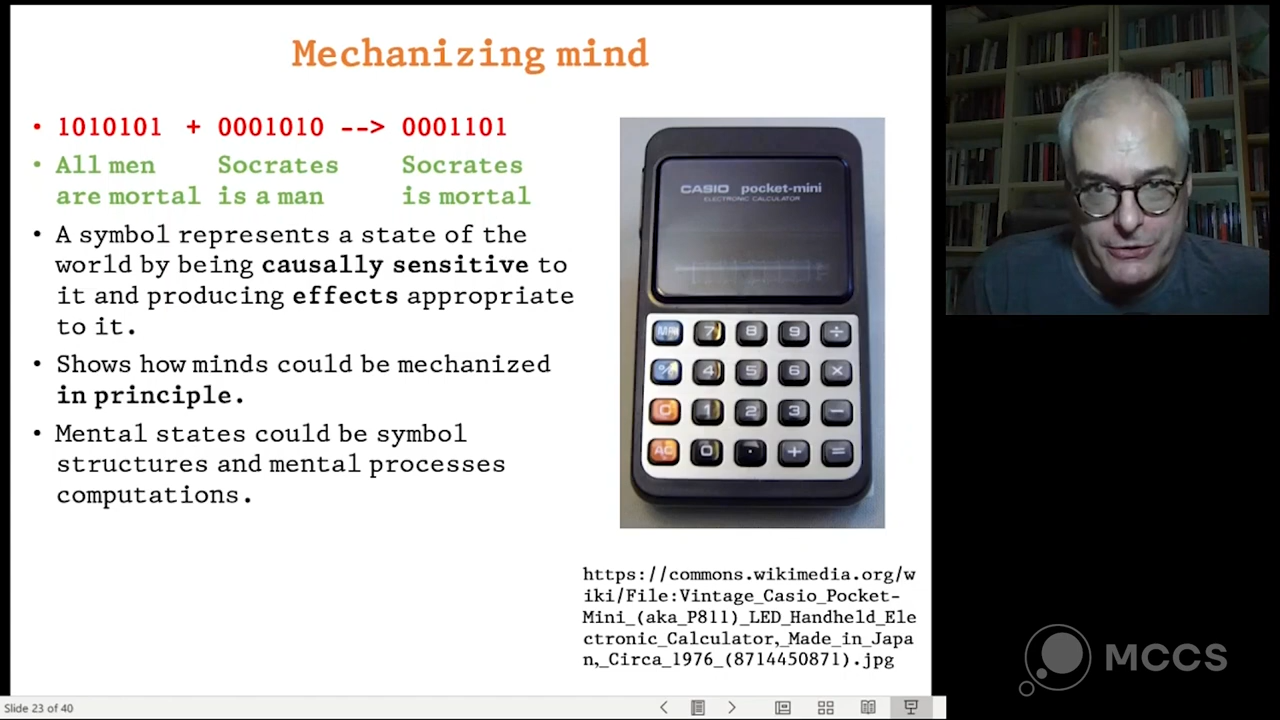 Mechanizing mind
• 1010101 + 0001010 --> 0001101
• All men Socrates Socrates
are mortal is a man is mortal
• A symbol represents a state of the
world by being causally sensitive to
it and producing effects appropriate
to it.
• Shows how minds could be mechanized
in principle.
• Mental states could be symbol
structures and mental processes
computations.
CASIO pocket-mini
ELECTRONIC CALCULATOR
7 8 9 ÷
% 4 5 6 ×
C 1 2 3 −
AC 0 · + =
https://commons.wikimedia.org/w
iki/File:Vintage_Casio_Pocket-
Mini_(aka_P811)_LED_Handheld_Ele
ctronic_Calculator,_Made_in_Japa
n,_Circa_1976_(8714450871).jpg
MCCS
Slide 23 of 40